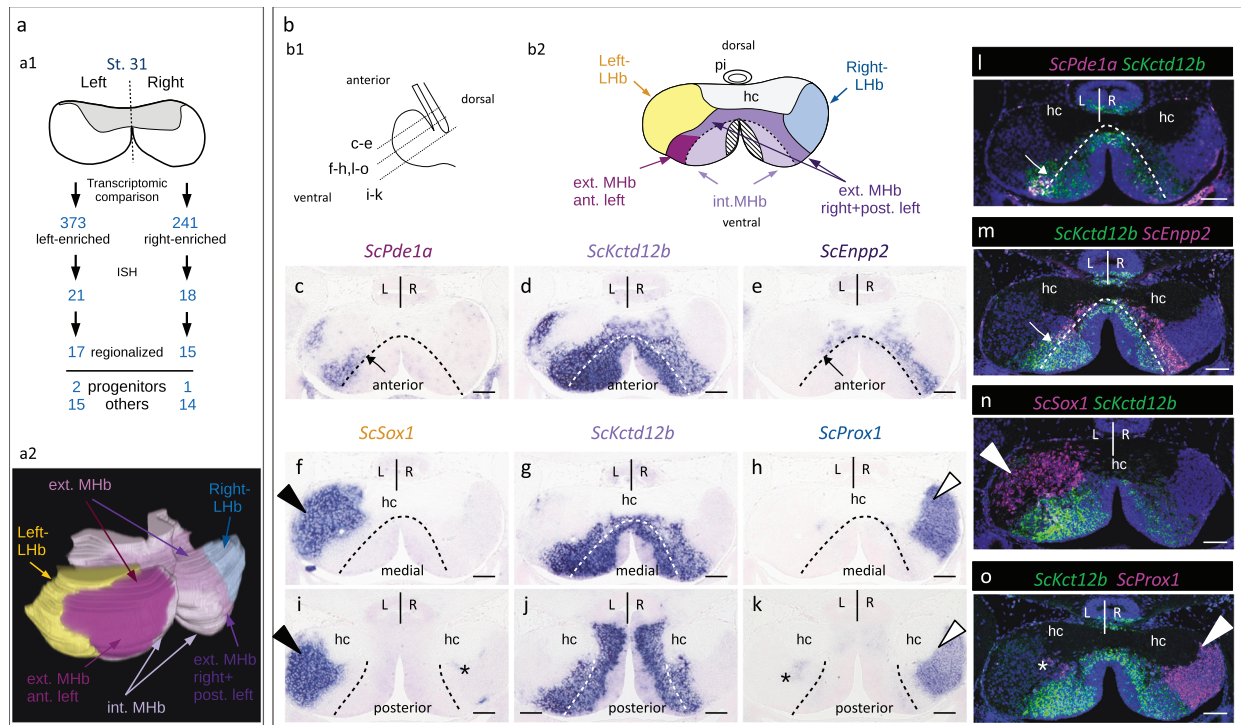 a
a1
St. 31
Left Right
Transcriptomic
comparison
373 241
left-enriched right-enriched
ISH
21 18
17 regionalized 15
2 progenitors 1
15 others 14
a2
ext. MHb
Right-
LHb
Left-
LHb
ext. MHb
ant. left
int. MHb
ext. MHb
right+
post. left
b
b1
anterior
dorsal
c-e
f-h,l-o
i-k
ventral
b2
dorsal
pi
hc
Left-
LHb
Right-
LHb
ext. MHb
ant. left
int.MHb
ventral
ext. MHb
right+post. left
ScPde1a ScKctd12b ScEnpp2
c
L R
anterior
d
L R
anterior
e
L R
anterior
ScSox1 ScKctd12b ScProx1
f
L R
hc
medial
g
L R
hc
medial
h
L R
hc
medial
i
L R
hc hc
*
posterior
j
L R
hc hc
posterior
k
L R
hc hc
*
posterior
l
ScPde1a ScKctd12b
L R
hc hc
m
ScKctd12b ScEnpp2
L R
hc hc
n
ScSox1 ScKctd12b
L R
hc
o
ScKct12b ScProx1
L R
hc hc
*